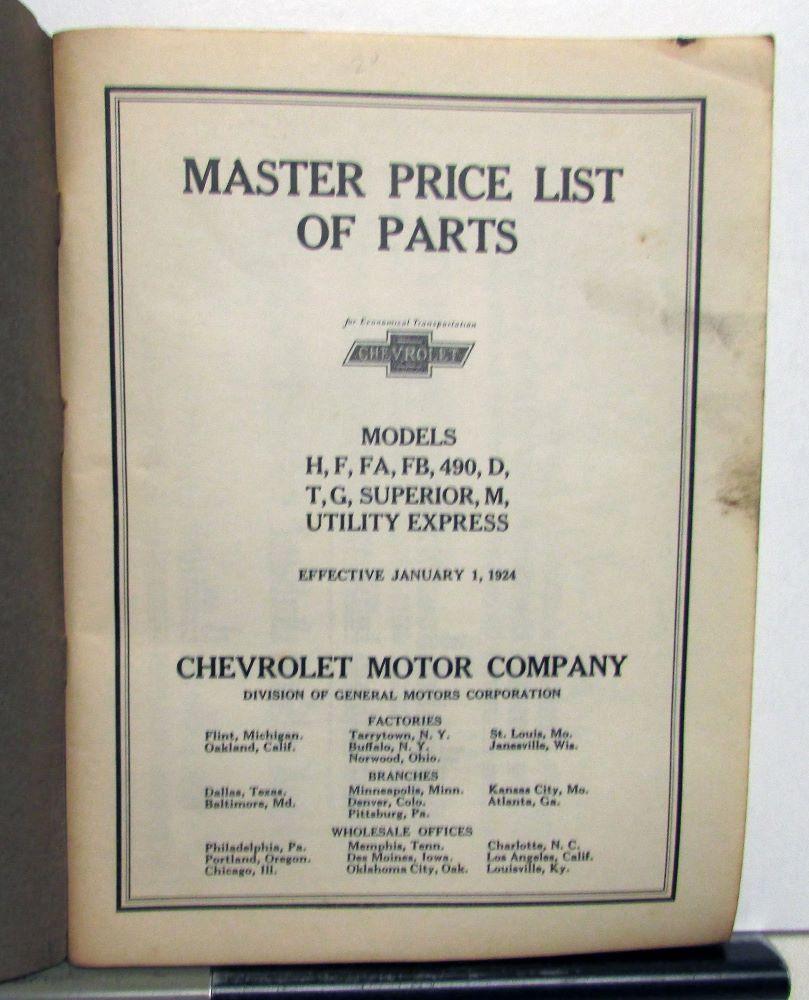 MASTER PRICE LIST
OF PARTS
for Economical Transportation
CHEVROLET
MODELS
H, F, FA, FB, 490, D,
T, G, SUPERIOR, M,
UTILITY EXPRESS
EFFECTIVE JANUARY 1, 1924
CHEVROLET MOTOR COMPANY
DIVISION OF GENERAL MOTORS CORPORATION
FACTORIES
Flint, Michigan. Tarrytown, N. Y. St. Louis, Mo.
Oakland, Calif. Buffalo, N. Y. Janesville, Wis.
Norwood, Ohio.
BRANCHES
Dallas, Texas. Minneapolis, Minn. Kansas City, Mo.
Baltimore, Md. Denver, Colo. Atlanta, Ga.
Pittsburg, Pa.
WHOLESALE OFFICES
Philadelphia, Pa. Memphis, Tenn. Charlotte, N. C.
Portland, Oregon. Des Moines, Iowa. Los Angeles, Calif.
Chicago, Ill. Oklahoma City, Oak. Louisville, Ky.